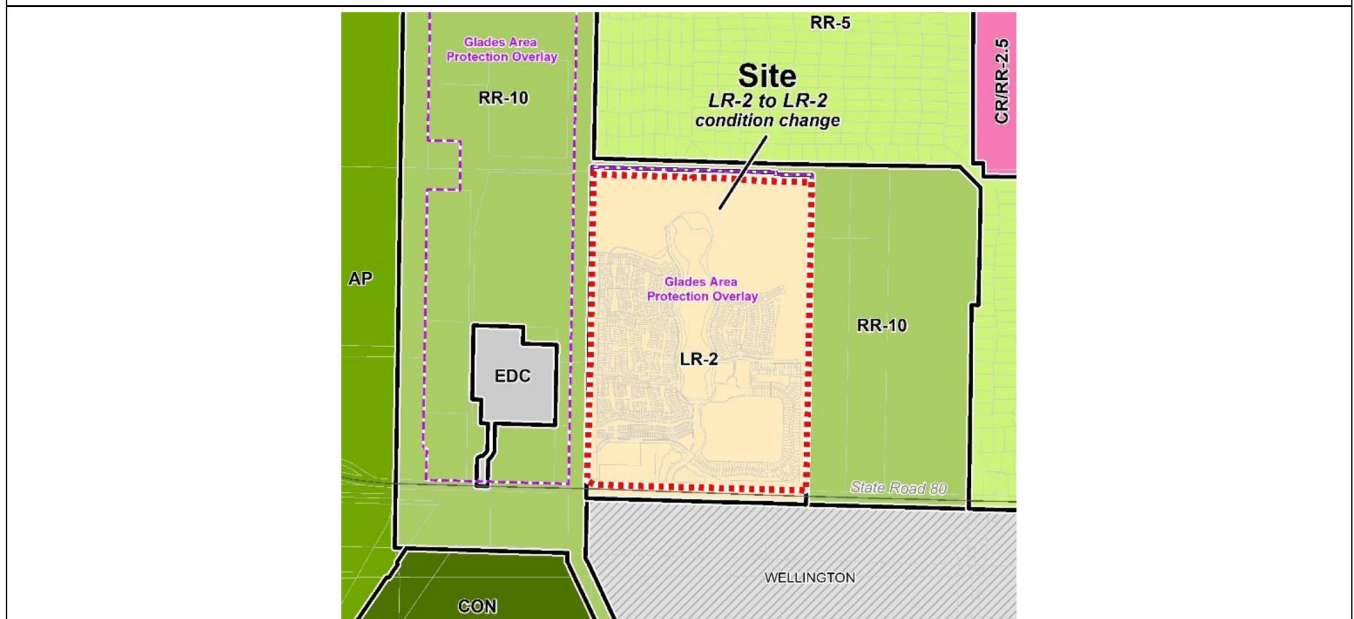 RR-5
Glades Area
Protection Overlay
CR/RR-2.5
Site
RR-10
LR-2 to LR-2
condition change
AP
Glades Area
Protection Overlay
RR-10
LR-2
EDC
State Road 80
WELLINGTON
CON